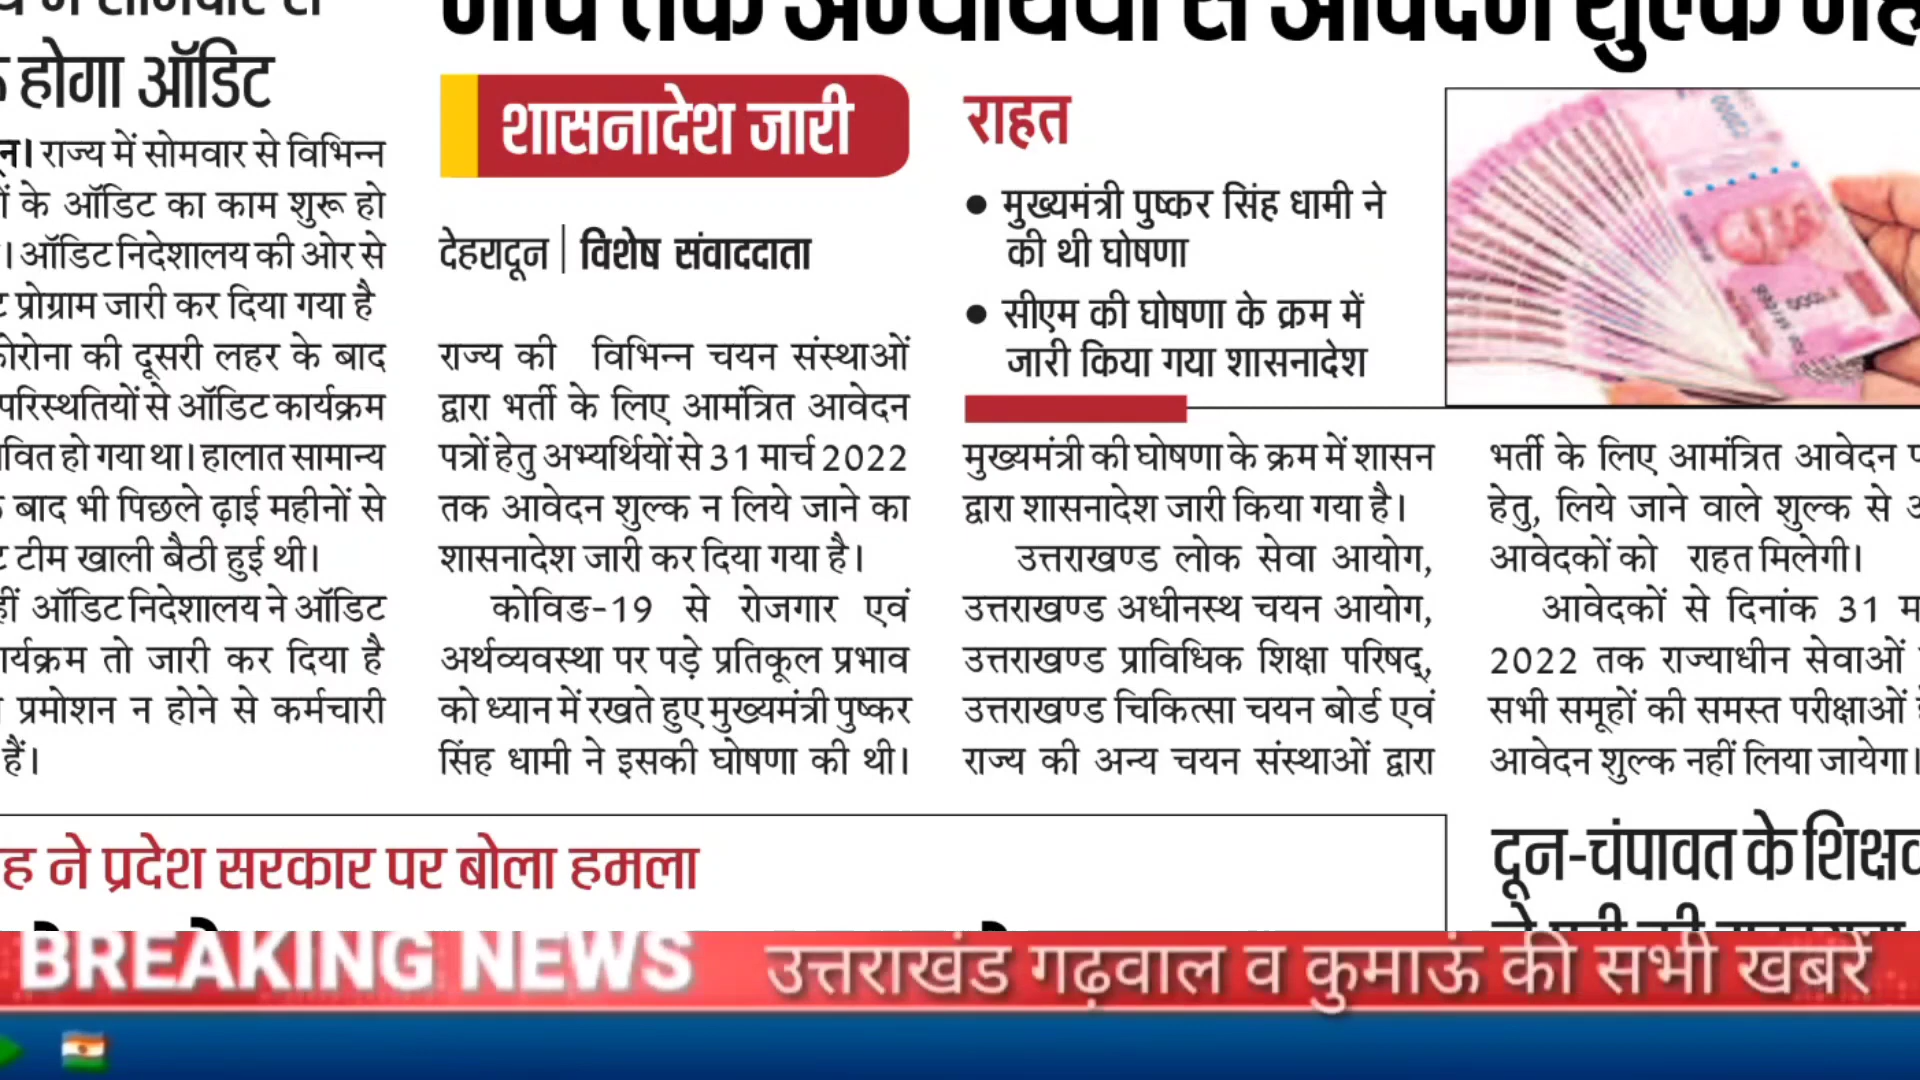 होगा ऑडिट
राज्य में सोमवार से विभिन्न
के ऑडिट का काम शुरू हो
। ऑडिट निदेशालय की ओर से
प्रोग्राम जारी कर दिया गया है
की दूसरी लहर के बाद
परिस्थतियों से ऑडिट कार्यक्रम
हो गया था। हालात सामान्य
बाद भी पिछले ढ़ाई महीनों से
टीम खाली बैठी हुई थी।
ऑडिट निदेशालय ने ऑडिट
तो जारी कर दिया है
प्रमोशन न होने से कर्मचारी
हैं।
तक अभ्यर्थियों से आवेदन शुल्क
शासनादेश जारी
देहरादून | विशेष संवाददाता
राज्य की विभिन्न चयन संस्थाओं
द्वारा भर्ती के लिए आमंत्रित आवेदन
पत्रों हेतु अभ्यर्थियों से 31 मार्च 2022
तक आवेदन शुल्क न लिये जाने का
शासनादेश जारी कर दिया गया है।
कोविङ-19 से रोजगार एवं
अर्थव्यवस्था पर पड़े प्रतिकूल प्रभाव
को ध्यान में रखते हुए मुख्यमंत्री पुष्कर
सिंह धामी ने इसकी घोषणा की थी।
राहत
● मुख्यमंत्री पुष्कर सिंह धामी ने
की थी घोषणा
● सीएम की घोषणा के क्रम में
जारी किया गया शासनादेश
मुख्यमंत्री की घोषणा के क्रम में शासन
द्वारा शासनादेश जारी किया गया है।
उत्तराखण्ड लोक सेवा आयोग,
उत्तराखण्ड अधीनस्थ चयन आयोग,
उत्तराखण्ड प्राविधिक शिक्षा परिषद्,
उत्तराखण्ड चिकित्सा चयन बोर्ड एवं
राज्य की अन्य चयन संस्थाओं द्वारा
भर्ती के लिए आमंत्रित आवेदन
हेतु, लिये जाने वाले शुल्क से
आवेदकों को राहत मिलेगी।
आवेदकों से दिनांक 31
2022 तक राज्याधीन सेवाओं
सभी समूहों की समस्त परीक्षाओं
आवेदन शुल्क नहीं लिया जायेगा।
ने प्रदेश सरकार पर बोला हमला
दून-चंपावत के
BREAKING NEWS उत्तराखंड गढ़वाल व कुमाऊं की सभी खबरें